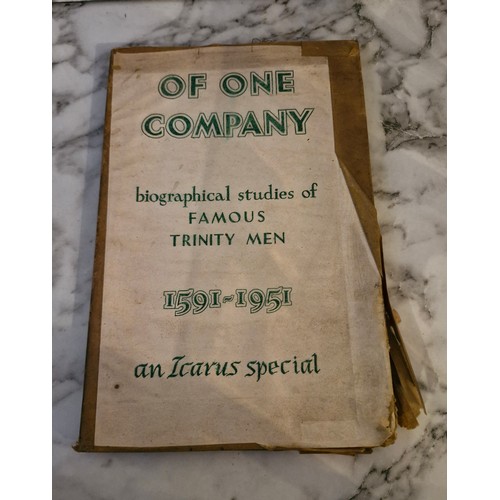 OF ONE
COMPANY
biographical studies of
FAMOUS
TRINITY MEN
1591-1951
an Icarus special